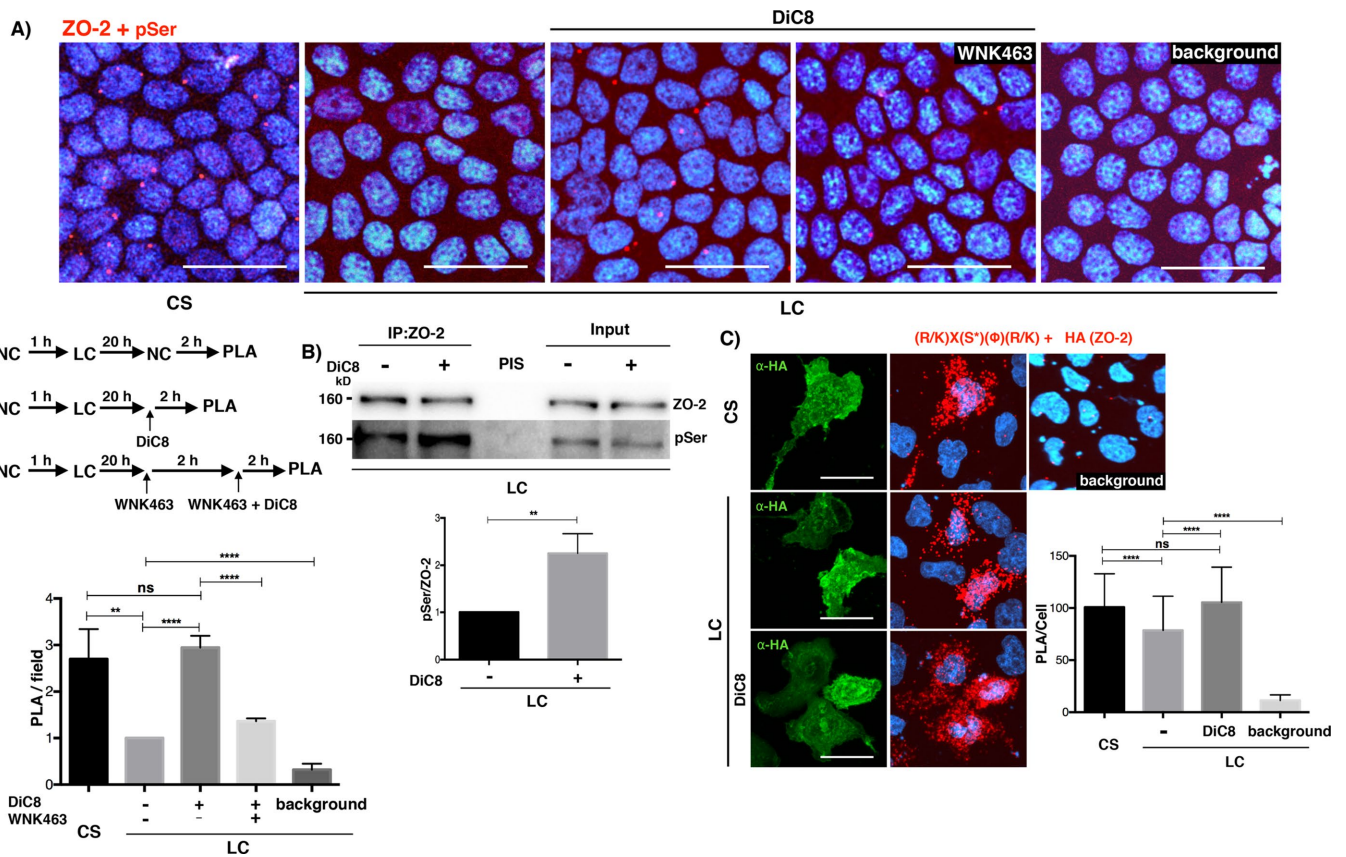 A)
ZO-2 + pSer
DiC8
WNK463
background
CS
LC
NC 1 h LC 20 h NC 2 h PLA
NC 1 h LC 20 h 2 h PLA
DiC8
NC 1 h LC 20 h 2 h 2 h PLA
WNK463 WNK463 + DiC8
PLA / field
4
3
2
1
0
**
ns
****
****
****
DiC8 - + + background
WNK463 - - +
CS
LC
B)
IP:ZO-2 Input
DiC8 - + PIS - +
kD
160 ZO-2
160 pSer
LC
pSer/ZO-2
3
2
1
0
**
DiC8 - +
LC
C)
(R/K)X(S*)(Φ)(R/K) + HA (ZO-2)
CS
α-HA
background
LC
α-HA
DiC8
α-HA
PLA/Cell
150
100
50
0
****
****
ns
****
CS - DiC8 background
LC